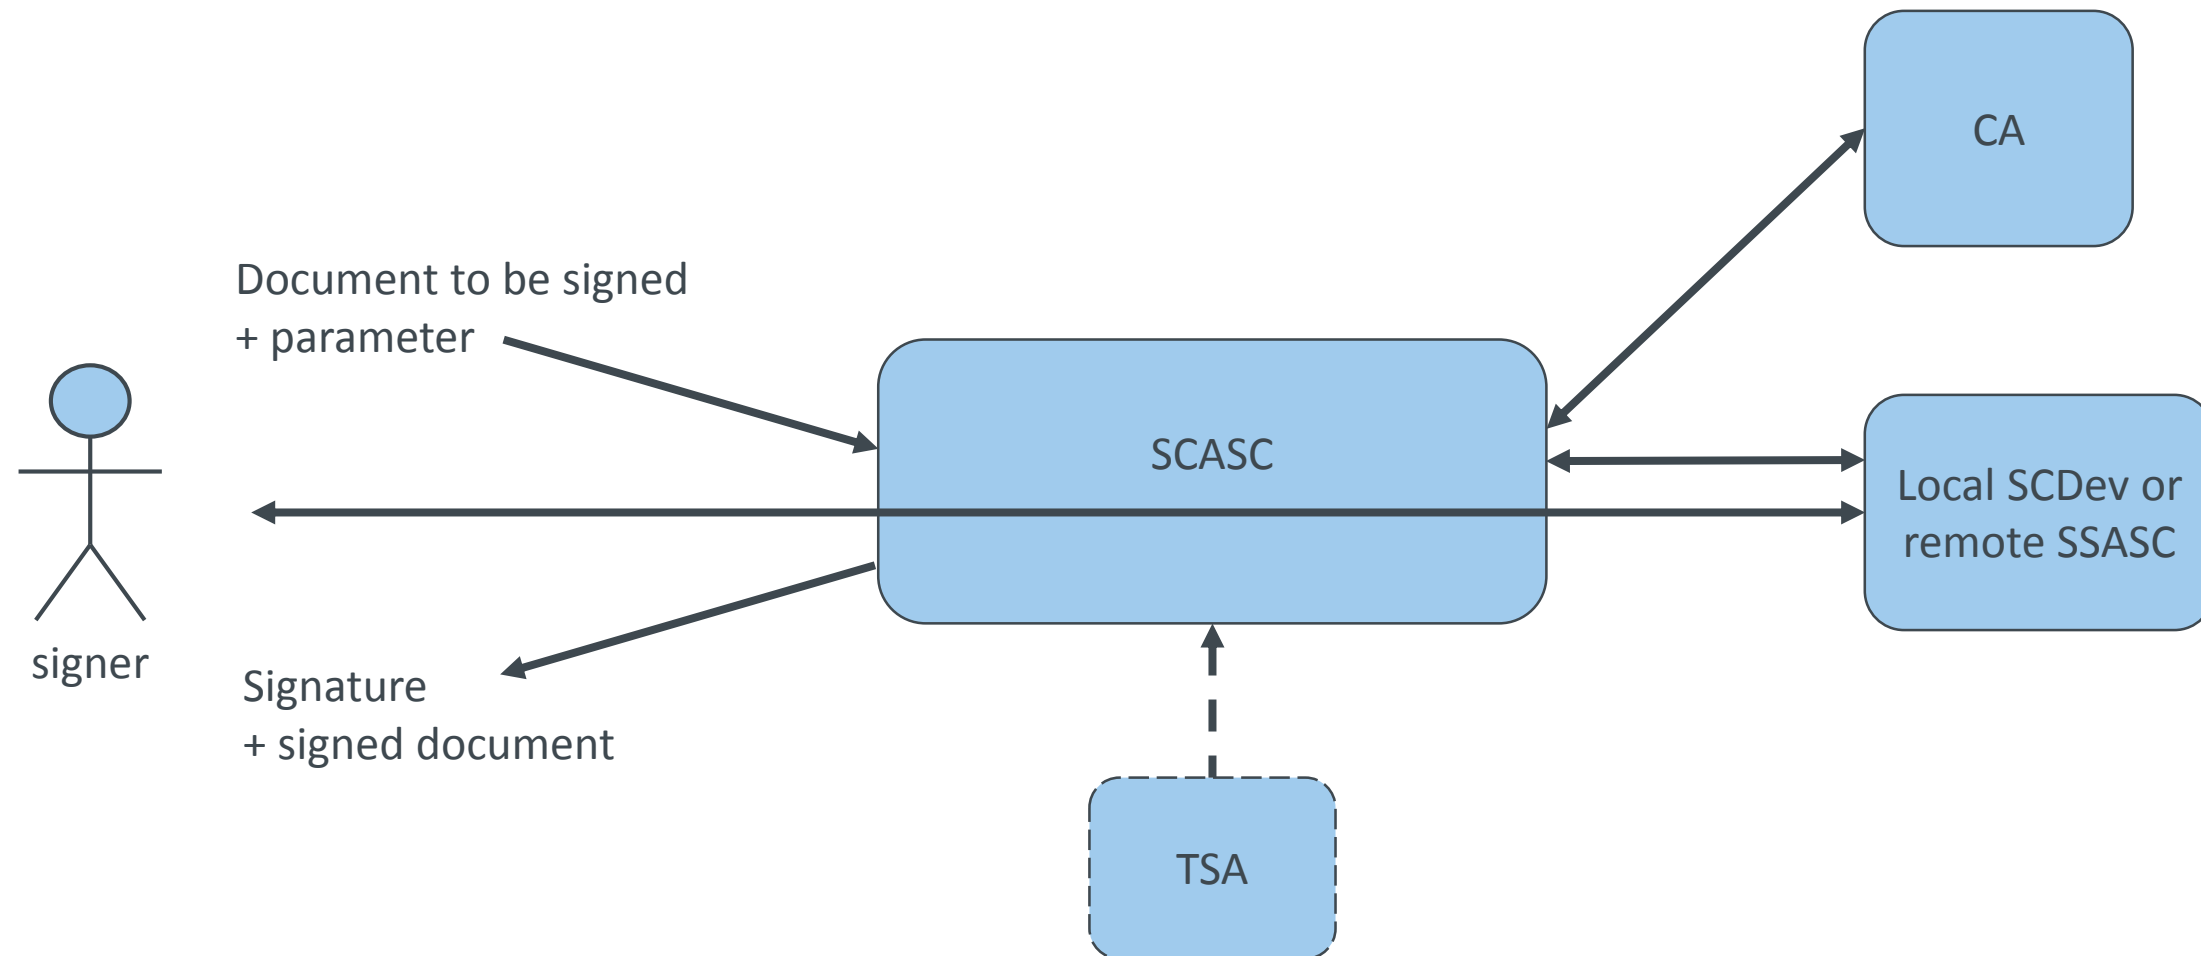 CA
Document to be signed
+ parameter
SCASC
Local SCDev or
remote SSASC
signer
Signature
+ signed document
TSA